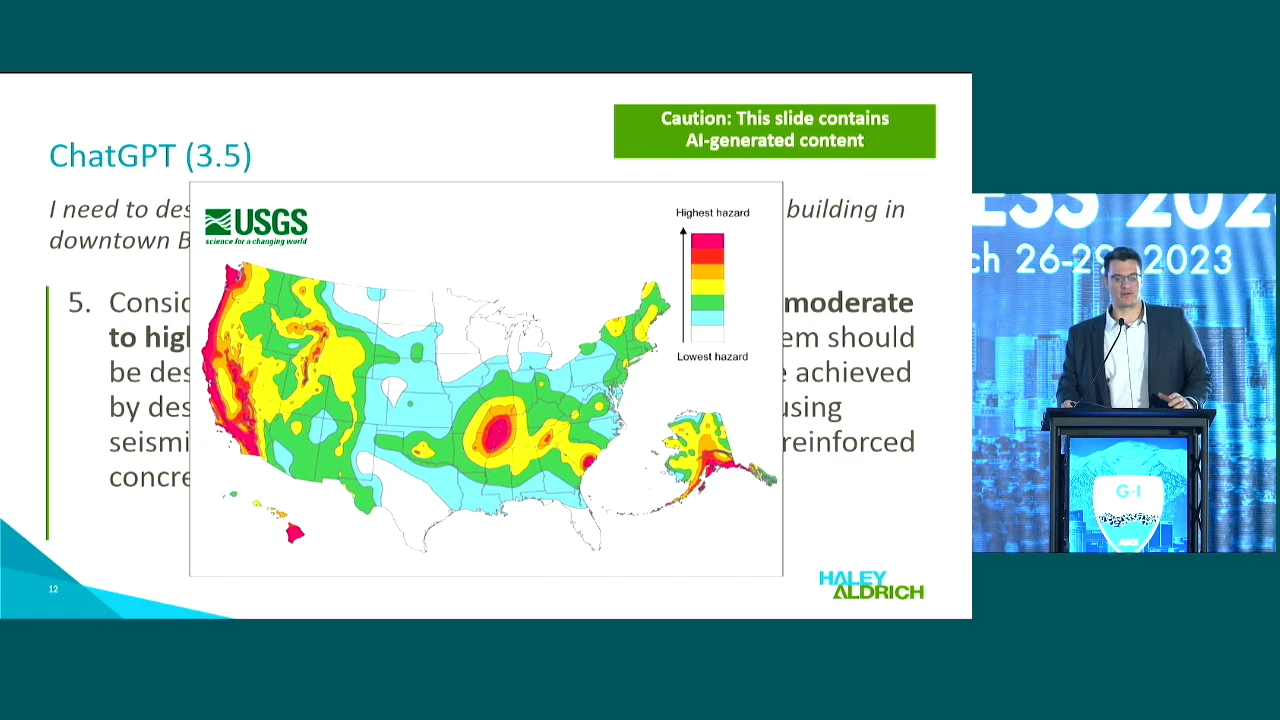 Caution: This slide contains
AI-generated content
ChatGPT (3.5)
I need to des building in
downtown B
USGS
science for a changing world
Highest hazard
Lowest hazard
5. Consid moderate
to high em should
be des e achieved
by des using
seismi reinforced
concre
12
HALEY
ALDRICH
ESS 202
ch 26-29, 2023
G-I